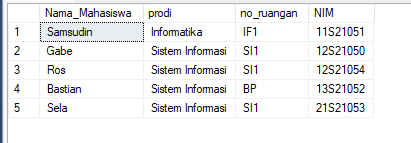 Nama_Mahasiswa prodi no_ruangan NIM
1 Samsudin Informatika IF1 11S21051
2 Gabe Sistem Informasi SI1 12S21050
3 Ros Sistem Informasi SI1 12S21054
4 Bastian Sistem Informasi BP 13S21052
5 Sela Sistem Informasi SI1 21S21053